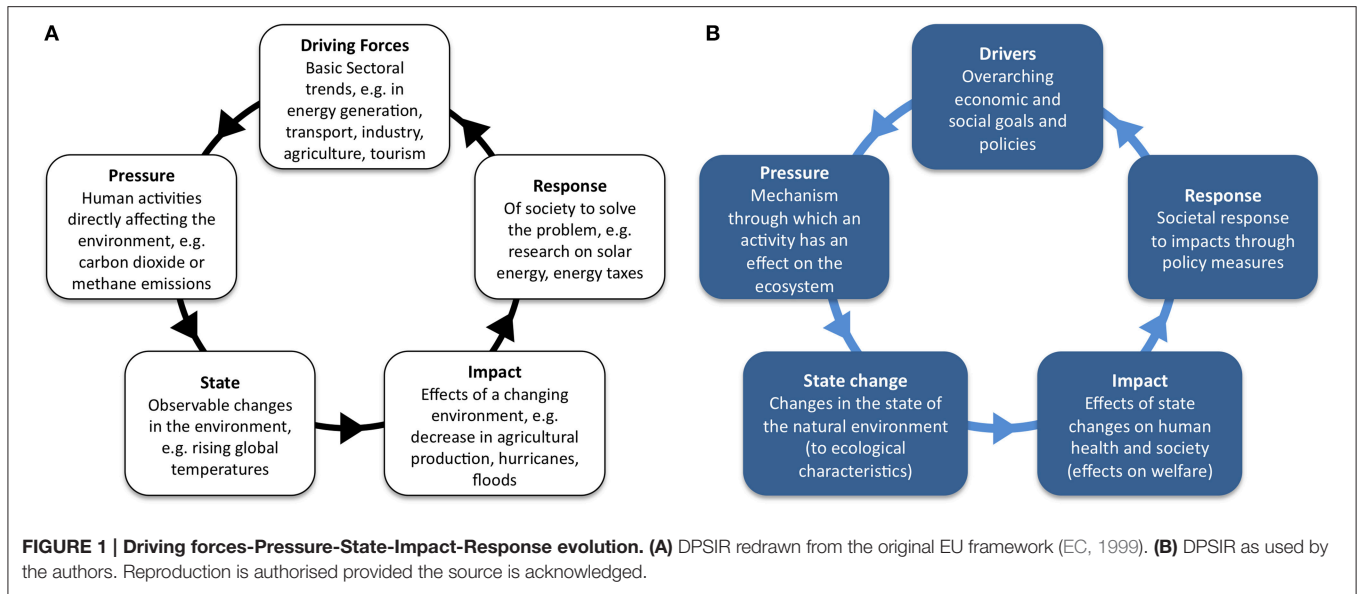 A
Driving Forces
Basic Sectoral
trends, e.g. in
energy generation,
transport, industry,
agriculture, tourism
Pressure
Human activities
directly affecting the
environment, e.g.
carbon dioxide or
methane emissions
State
Observable changes
in the environment,
e.g. rising global
temperatures
Impact
Effects of a changing
environment, e.g.
decrease in agricultural
production, hurricanes,
floods
Response
Of society to solve
the problem, e.g.
research on solar
energy, energy taxes
B
Drivers
Overarching
economic and
social goals and
policies
Pressure
Mechanism
through which an
activity has an
effect on the
ecosystem
State change
Changes in the state of
the natural environment
(to ecological
characteristics)
Impact
Effects of state
changes on human
health and society
(effects on welfare)
Response
Societal response
to impacts through
policy measures
FIGURE 1 | Driving forces-Pressure-State-Impact-Response evolution. (A) DPSIR redrawn from the original EU framework (EC, 1999). (B) DPSIR as used by
the authors. Reproduction is authorised provided the source is acknowledged.